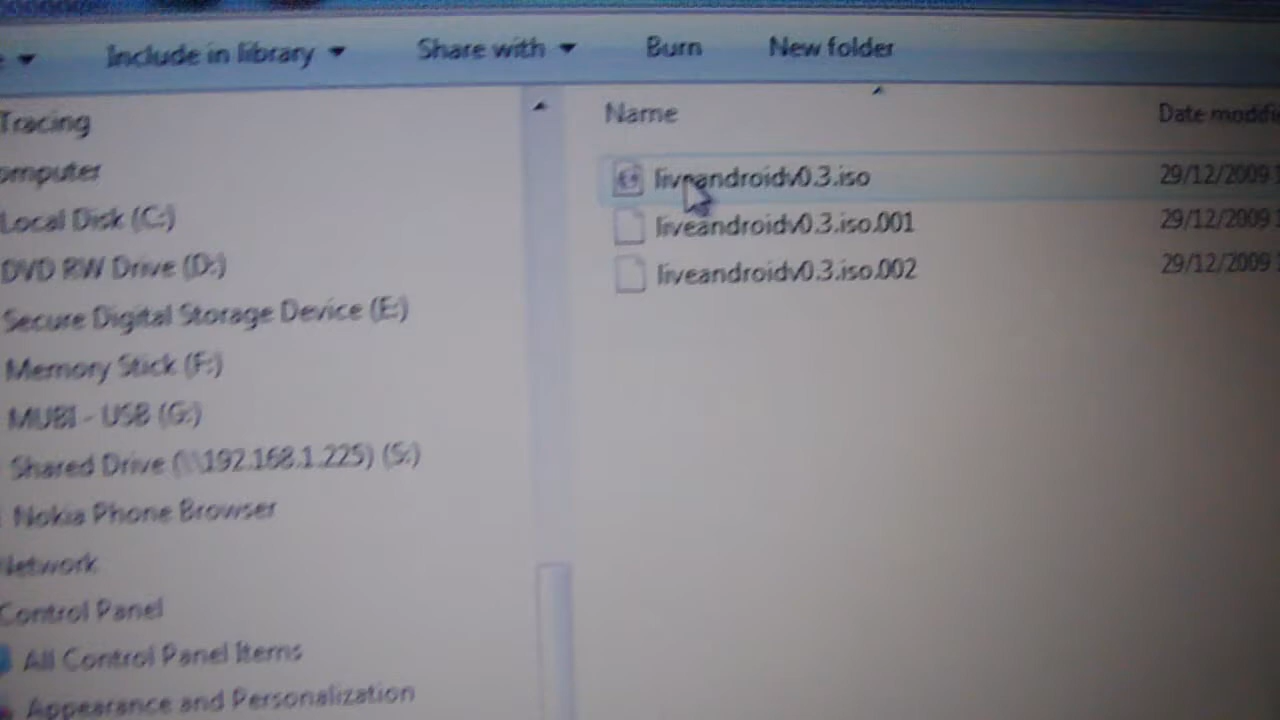 Include in library
Share with
Burn
New folder
Tracing
omputer
Local Disk (C:)
DVD RW Drive (D:)
Secure Digital Storage Device (E:)
Memory Stick (F:)
MUBI - USB (G:)
Shared Drive (\\192.168.1.225) (S:)
Nokia Phone Browser
Network
Control Panel
All Control Panel Items
Appearance and Personalization
Name
Date modifi
liveandroidv0.3.iso
29/12/2009
liveandroidv0.3.iso.001
29/12/2009
liveandroidv0.3.iso.002
29/12/2009